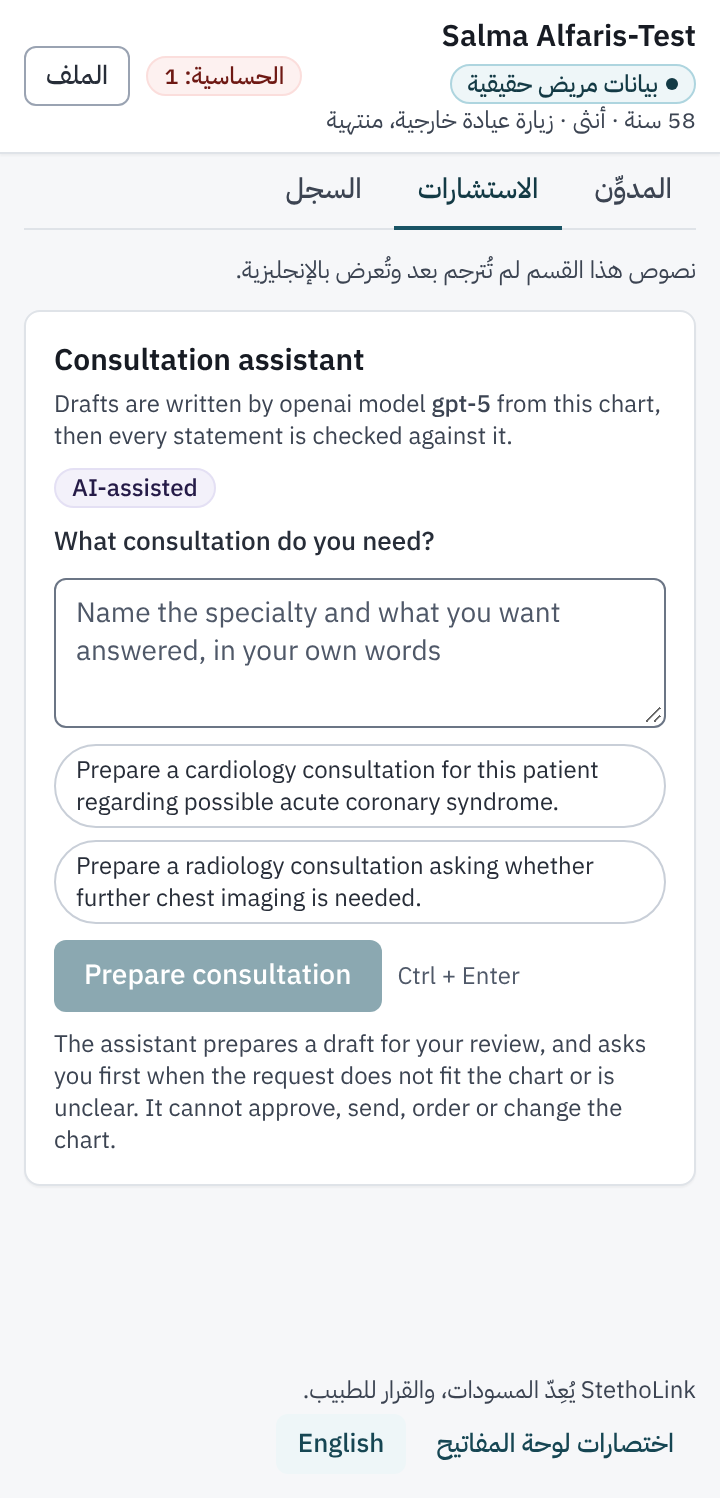 Salma Alfaris-Test
بيانات مريض حقيقية
58 سنة · أنثى · زيارة عيادة خارجية، منتهية
الحساسية: 1
الملف
المدوِّن
الاستشارات
السجل
نصوص هذا القسم لم تُترجم بعد وتُعرض بالإنجليزية.
Consultation assistant
Drafts are written by openai model gpt-5 from this chart,
then every statement is checked against it.
AI-assisted
What consultation do you need?
Name the specialty and what you want
answered, in your own words
Prepare a cardiology consultation for this patient
regarding possible acute coronary syndrome.
Prepare a radiology consultation asking whether
further chest imaging is needed.
Prepare consultation
Ctrl + Enter
The assistant prepares a draft for your review, and asks
you first when the request does not fit the chart or is
unclear. It cannot approve, send, order or change the
chart.
StethoLink يُعِدّ المسودات، والقرار للطبيب.
اختصارات لوحة المفاتيح
English